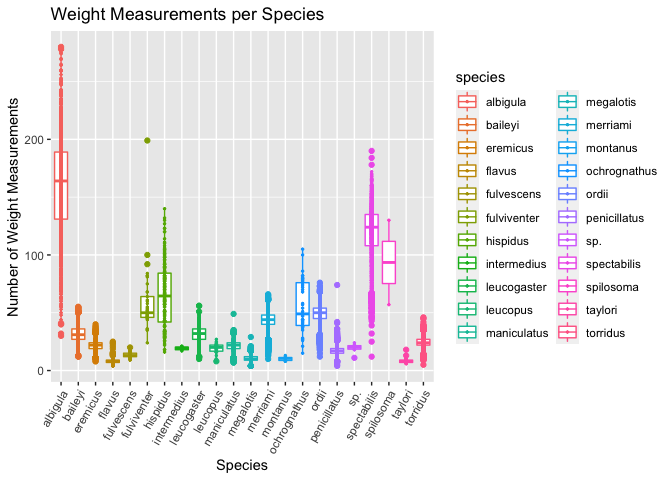 Weight Measurements per Species
Number of Weight Measurements
200
100
0
albigula
baileyi
eremicus
flavus
fulvescens
fulviventer
hispidus
intermedius
leucogaster
leucopus
maniculatus
megalotis
merriami
montanus
ochrognathus
ordii
penicillatus
sp.
spectabilis
spilosoma
taylori
torridus
Species
species
albigula
baileyi
eremicus
flavus
fulvescens
fulviventer
hispidus
intermedius
leucogaster
leucopus
maniculatus
megalotis
merriami
montanus
ochrognathus
ordii
penicillatus
sp.
spectabilis
spilosoma
taylori
torridus